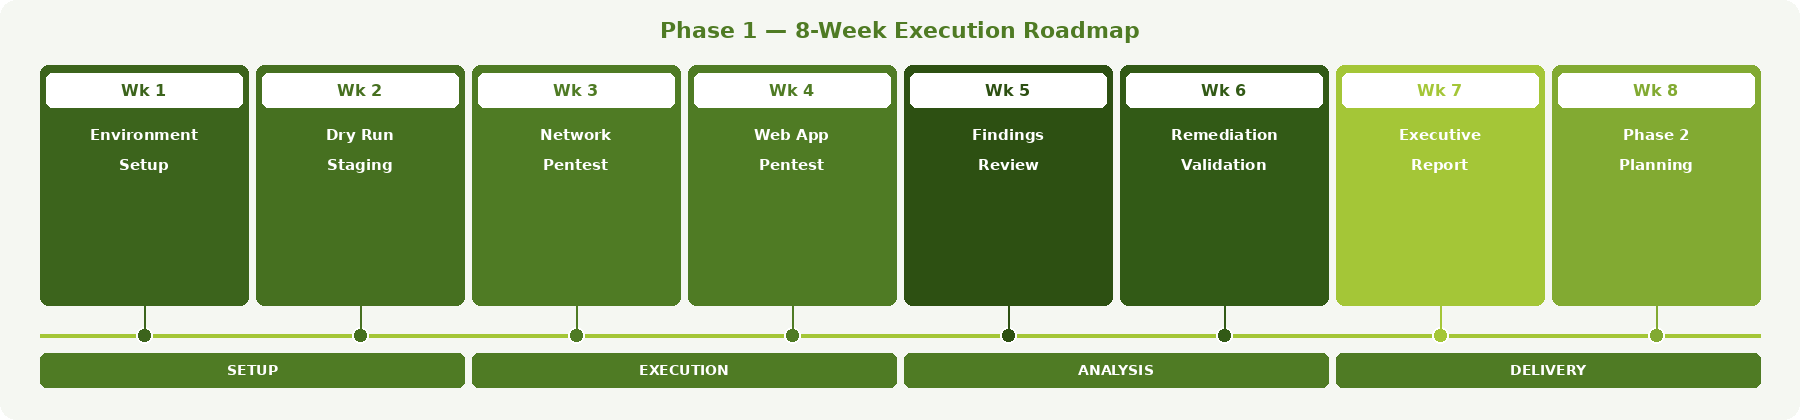 Phase 1 — 8-Week Execution Roadmap
Wk 1
Environment
Setup
Wk 2
Dry Run
Staging
Wk 3
Network
Pentest
Wk 4
Web App
Pentest
Wk 5
Findings
Review
Wk 6
Remediation
Validation
Wk 7
Executive
Report
Wk 8
Phase 2
Planning
SETUP
EXECUTION
ANALYSIS
DELIVERY